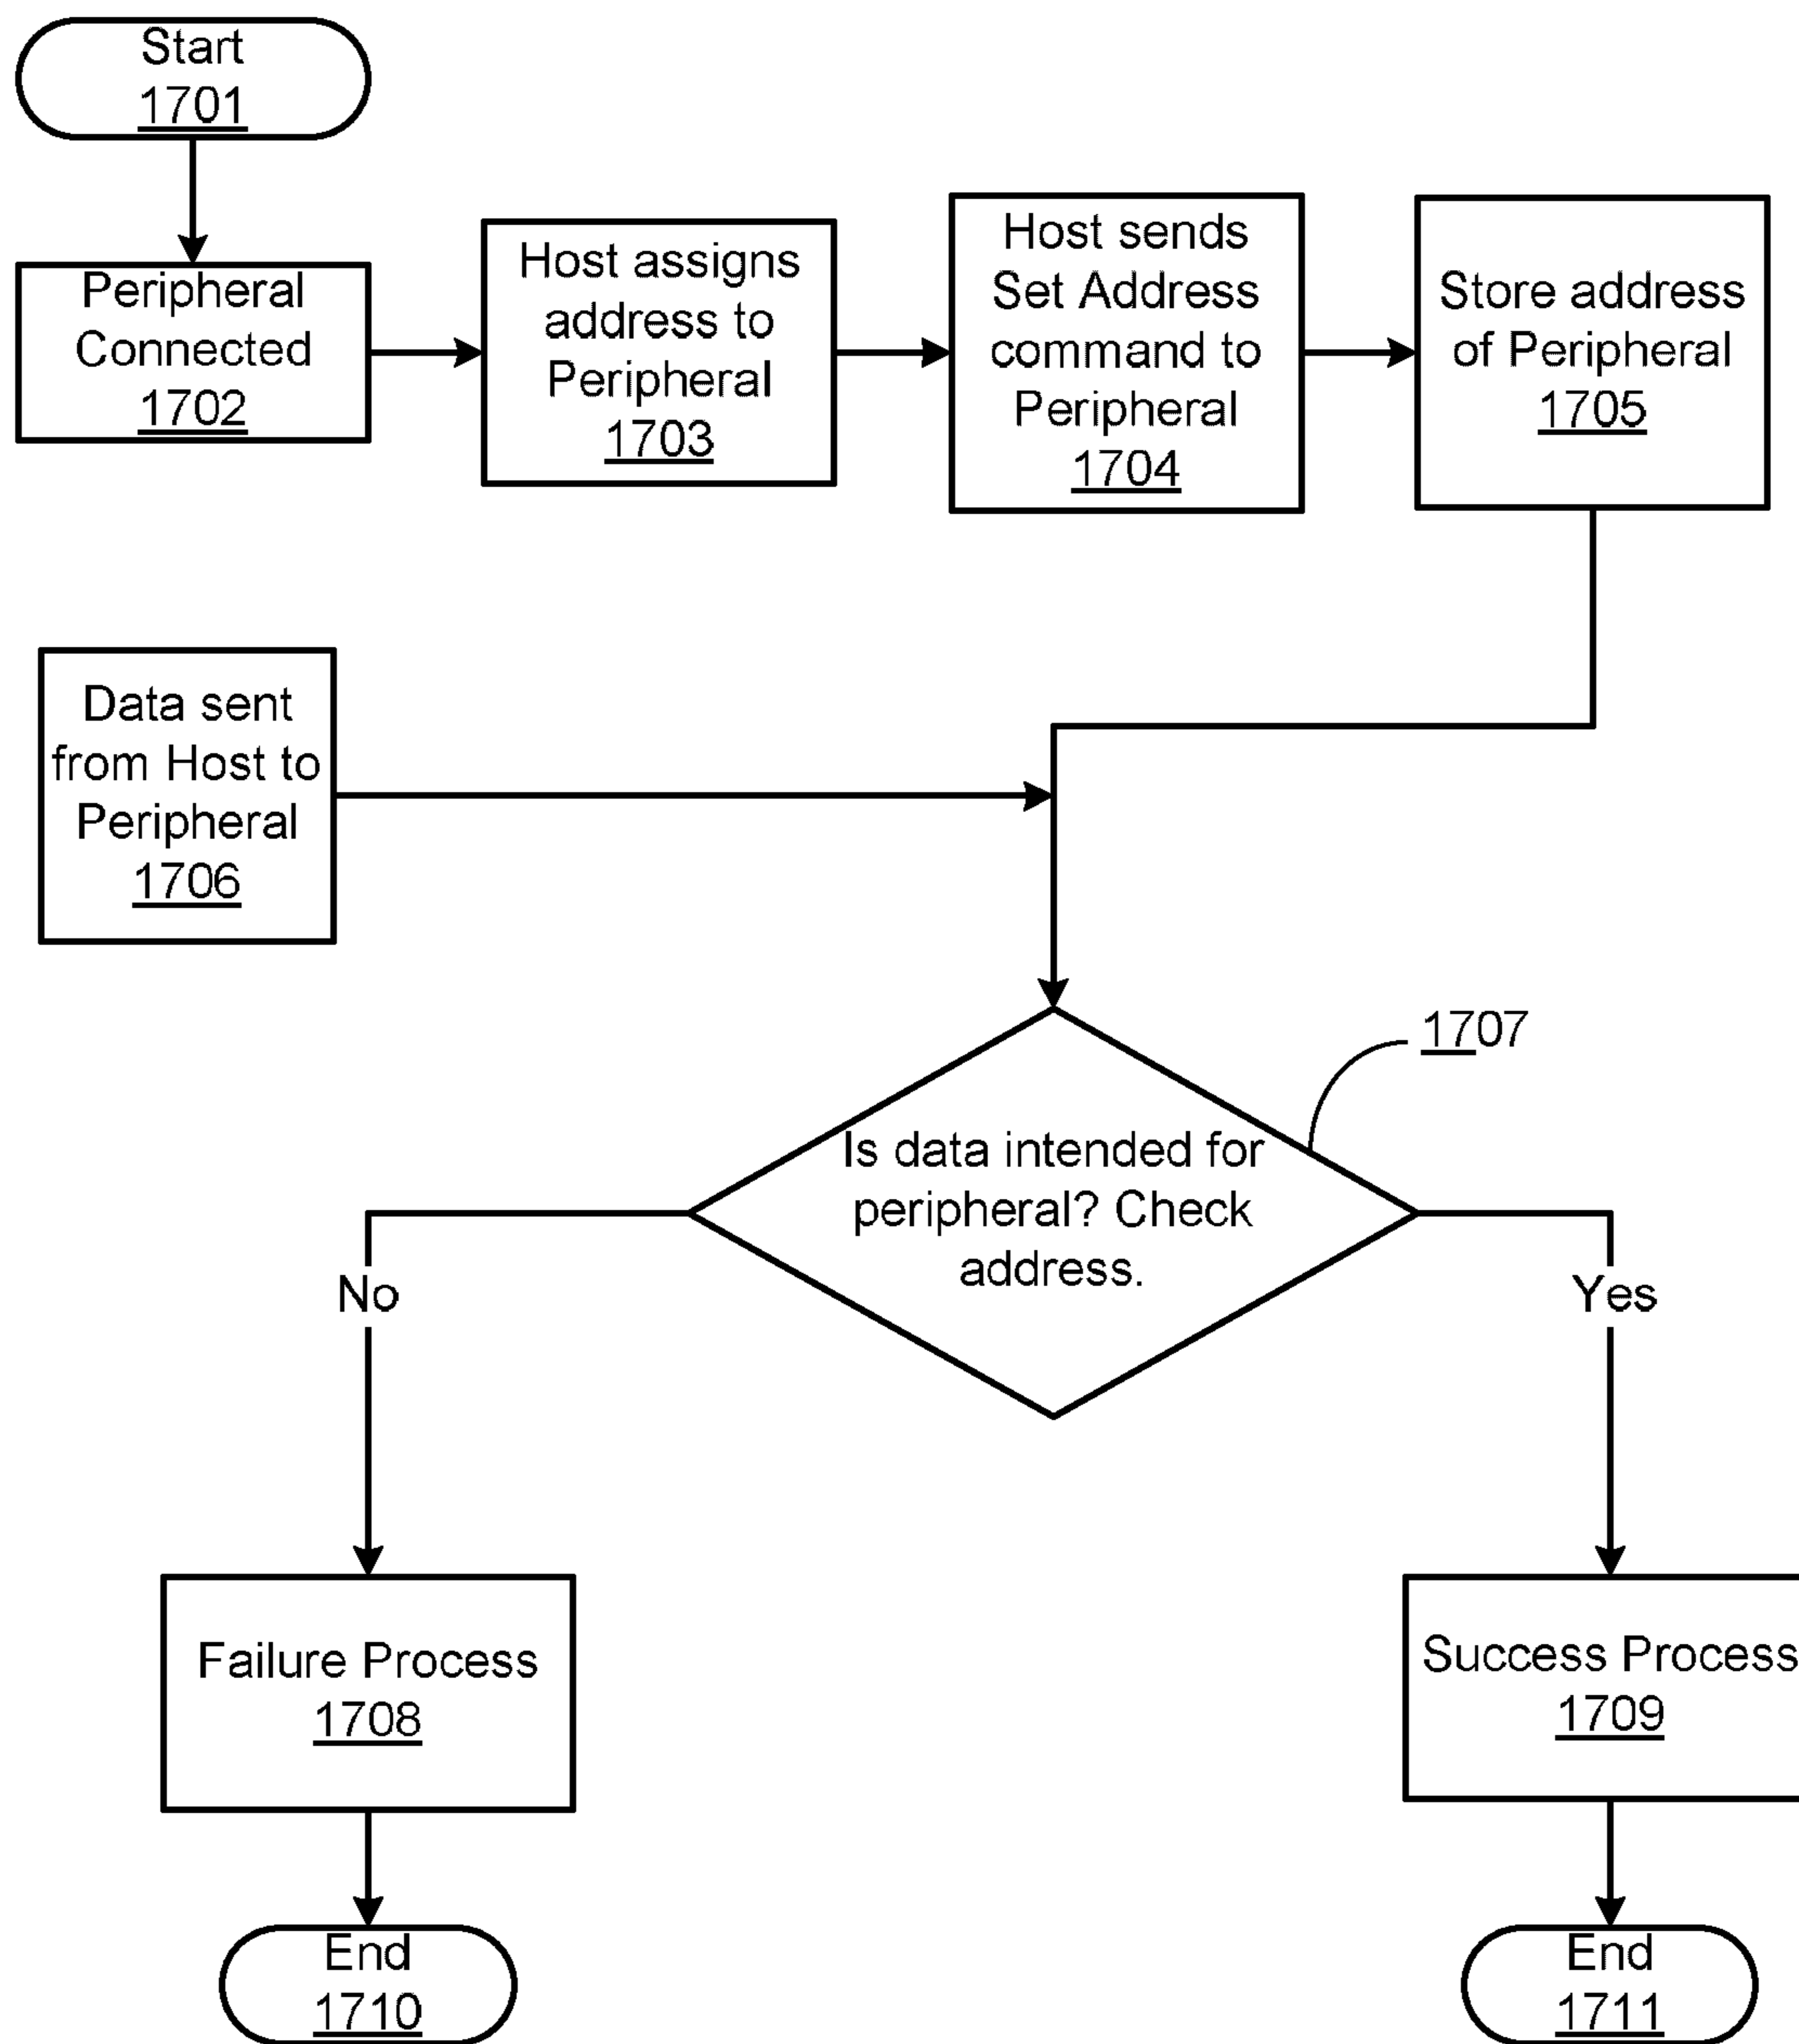 Start
1701
Peripheral
Connected
1702
Host assigns
address to
Peripheral
1703
Host sends
Set Address
command to
Peripheral
1704
Store address
of Peripheral
1705
Data sent
from Host to
Peripheral
1706
1707
Is data intended for
peripheral? Check
address.
No
Yes
Failure Process
1708
Success Process
1709
End
1710
End
1711